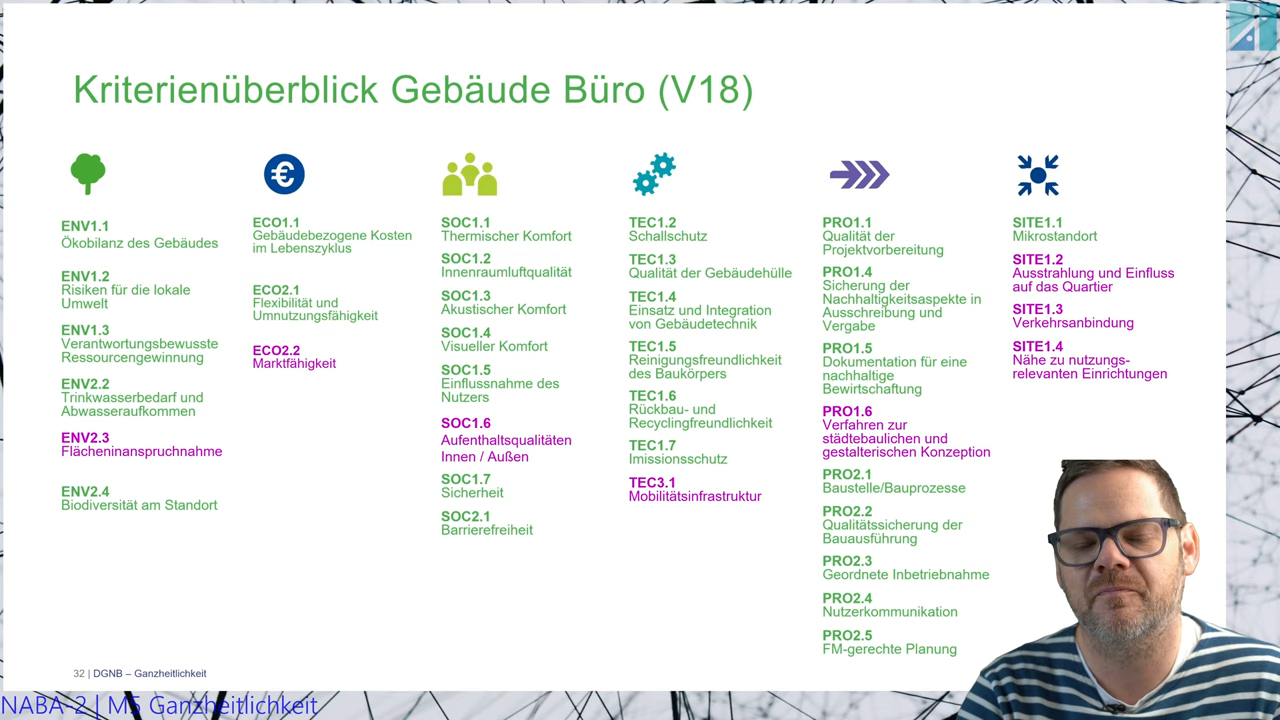 Kriterienüberblick Gebäude Büro (V18)
ENV1.1
Ökobilanz des Gebäudes
ENV1.2
Risiken für die lokale
Umwelt
ENV1.3
Verantwortungsbewusste
Ressourcengewinnung
ENV2.2
Trinkwasserbedarf und
Abwasseraufkommen
ENV2.3
Flächeninanspruchnahme
ENV2.4
Biodiversität am Standort
€
ECO1.1
Gebäudebezogene Kosten
im Lebenszyklus
ECO2.1
Flexibilität und
Umnutzungsfähigkeit
ECO2.2
Marktfähigkeit
SOC1.1
Thermischer Komfort
SOC1.2
Innenraumluftqualität
SOC1.3
Akustischer Komfort
SOC1.4
Visueller Komfort
SOC1.5
Einflussnahme des
Nutzers
SOC1.6
Aufenthaltsqualitäten
Innen / Außen
SOC1.7
Sicherheit
SOC2.1
Barrierefreiheit
TEC1.2
Schallschutz
TEC1.3
Qualität der Gebäudehülle
TEC1.4
Einsatz und Integration
von Gebäudetechnik
TEC1.5
Reinigungsfreundlichkeit
des Baukörpers
TEC1.6
Rückbau- und
Recyclingfreundlichkeit
TEC1.7
Imissionsschutz
TEC3.1
Mobilitätsinfrastruktur
PRO1.1
Qualität der
Projektvorbereitung
PRO1.4
Sicherung der
Nachhaltigkeitsaspekte in
Ausschreibung und
Vergabe
PRO1.5
Dokumentation für eine
nachhaltige
Bewirtschaftung
PRO1.6
Verfahren zur
städtebaulichen und
gestalterischen Konzeption
PRO2.1
Baustelle/Bauprozesse
PRO2.2
Qualitätssicherung der
Bauausführung
PRO2.3
Geordnete Inbetriebnahme
PRO2.4
Nutzerkommunikation
PRO2.5
FM-gerechte Planung
SITE1.1
Mikrostandort
SITE1.2
Ausstrahlung und Einfluss
auf das Quartier
SITE1.3
Verkehrsanbindung
SITE1.4
Nähe zu nutzungs-
relevanten Einrichtungen
32 | DGNB – Ganzheitlichkeit
NABA-2 | M5 Ganzheitlichkeit